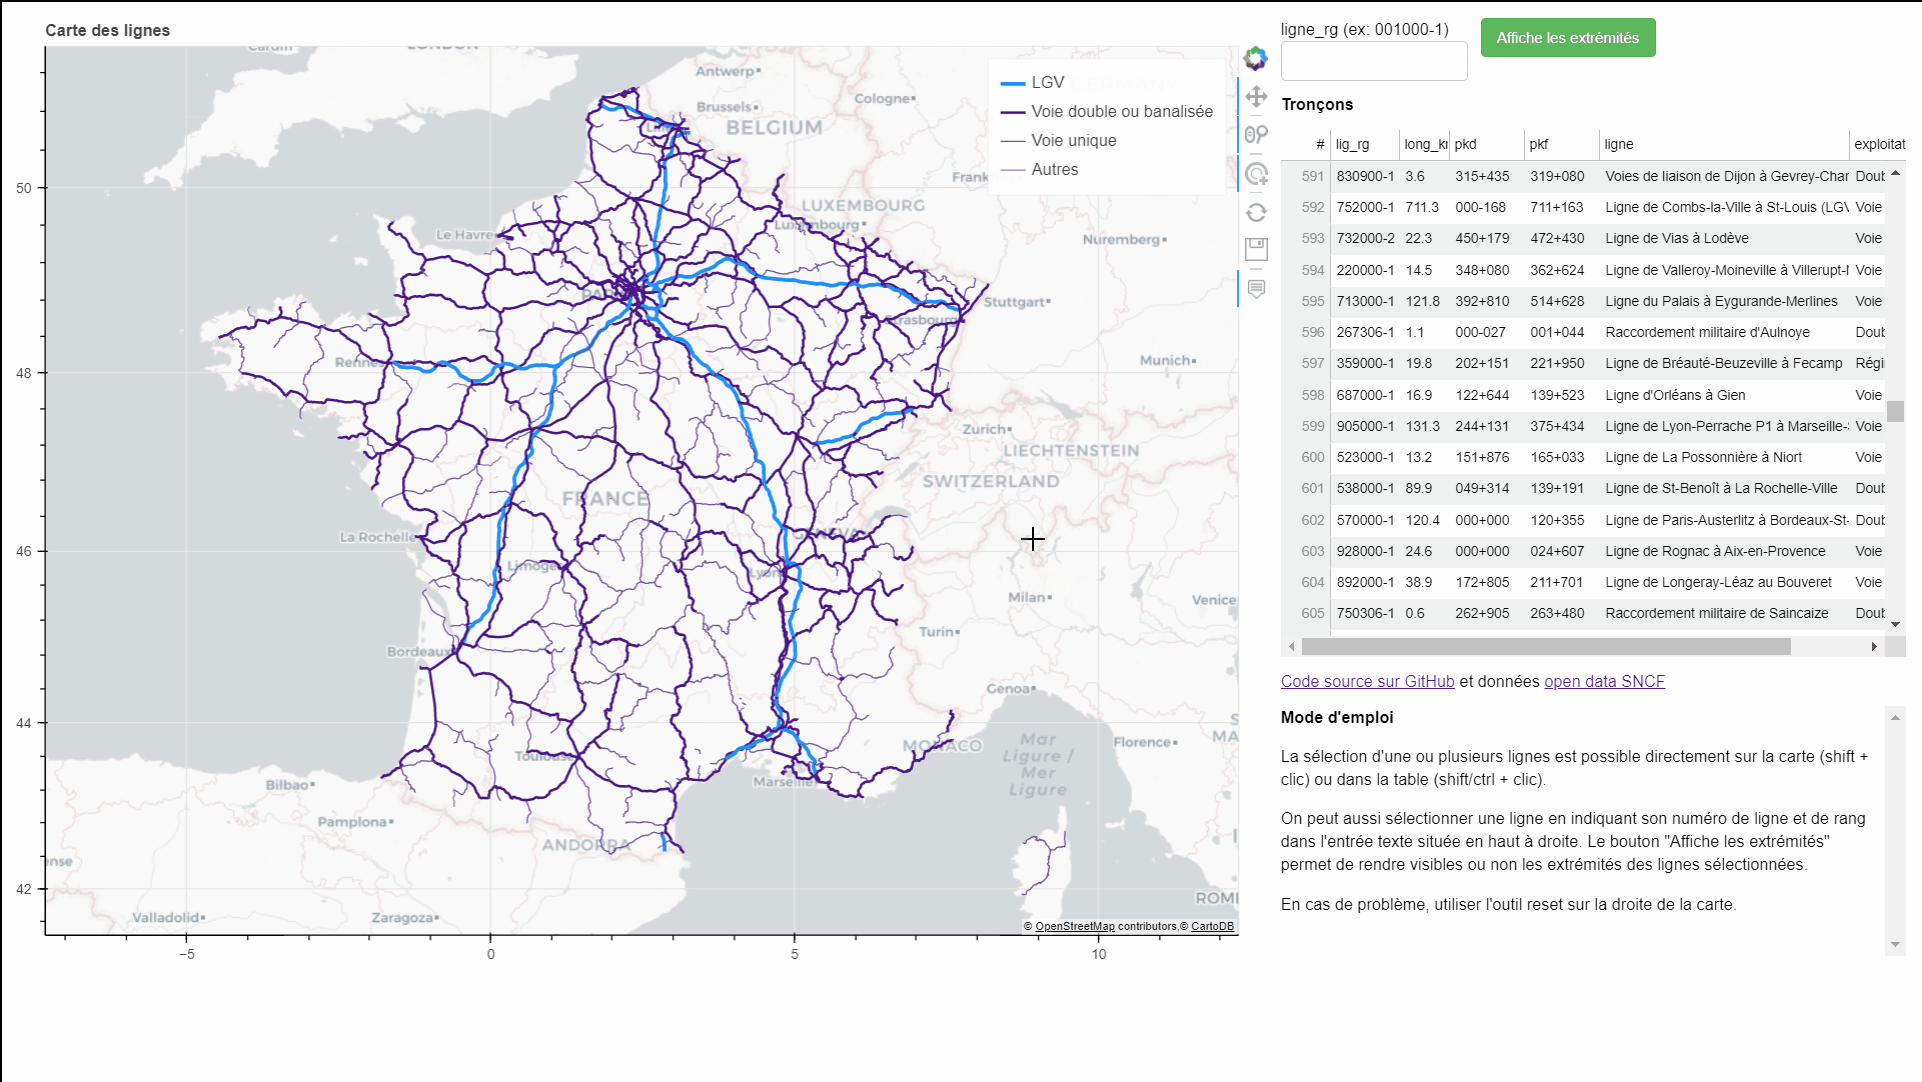 Carte des lignes
LONDON
Cardiff
Antwerp
Brussels
BELGIUM
Cologne
GERMANY
Lille
LGV
Voie double ou banalisée
Voie unique
Autres
LUXEMBOURG
Luxembourg
Le Havre
Nuremberg
PARIS
Stuttgart
Strasbourg
Rennes
Munich
Zurich
LIECHTENSTEIN
SWITZERLAND
FRANCE
GENEVA
La Rochelle
Limoges
Lyon
Milan
Venice
Turin
Bordeaux
Genoa
MONACO
Mar
Ligure /
Mer
Ligure
Florence
Toulouse
Marseille
Bilbao
Pamplona
ANDORRA
Valladolid
Zaragoza
© OpenStreetMap contributors,© CartoDB
50
48
46
44
42
−5
0
5
10
ligne_rg (ex: 001000-1)
Affiche les extrémités
Tronçons
# lig_rg long_k pkd pkf ligne exploitat
591 830900-1 3.6 315+435 319+080 Voies de liaison de Dijon à Gevrey-Char Doub
592 752000-1 711.3 000-168 711+163 Ligne de Combs-la-Ville à St-Louis (LGV Voie
593 732000-2 22.3 450+179 472+430 Ligne de Vias à Lodève Voie
594 220000-1 14.5 348+080 362+624 Ligne de Valleroy-Moineville à Villerupt- Voie
595 713000-1 121.8 392+810 514+628 Ligne du Palais à Eygurande-Merlines Voie
596 267306-1 1.1 000-027 001+044 Raccordement militaire d'Aulnoye Doub
597 359000-1 19.8 202+151 221+950 Ligne de Bréauté-Beuzeville à Fecamp Régi
598 687000-1 16.9 122+644 139+523 Ligne d'Orléans à Gien Voie
599 905000-1 131.3 244+131 375+434 Ligne de Lyon-Perrache P1 à Marseille- Voie
600 523000-1 13.2 151+876 165+033 Ligne de La Possonnière à Niort Voie
601 538000-1 89.9 049+314 139+191 Ligne de St-Benoît à La Rochelle-Ville Doub
602 570000-1 120.4 000+000 120+355 Ligne de Paris-Austerlitz à Bordeaux-St- Doub
603 928000-1 24.6 000+000 024+607 Ligne de Rognac à Aix-en-Provence Voie
604 892000-1 38.9 172+805 211+701 Ligne de Longeray-Léaz au Bouveret Voie
605 750306-1 0.6 262+905 263+480 Raccordement militaire de Saincaize Doub
Code source sur GitHub et données open data SNCF
Mode d'emploi
La sélection d'une ou plusieurs lignes est possible directement sur la carte (shift +
clic) ou dans la table (shift/ctrl + clic).
On peut aussi sélectionner une ligne en indiquant son numéro de ligne et de rang
dans l'entrée texte située en haut à droite. Le bouton "Affiche les extrémités"
permet de rendre visibles ou non les extrémités des lignes sélectionnées.
En cas de problème, utiliser l'outil reset sur la droite de la carte.